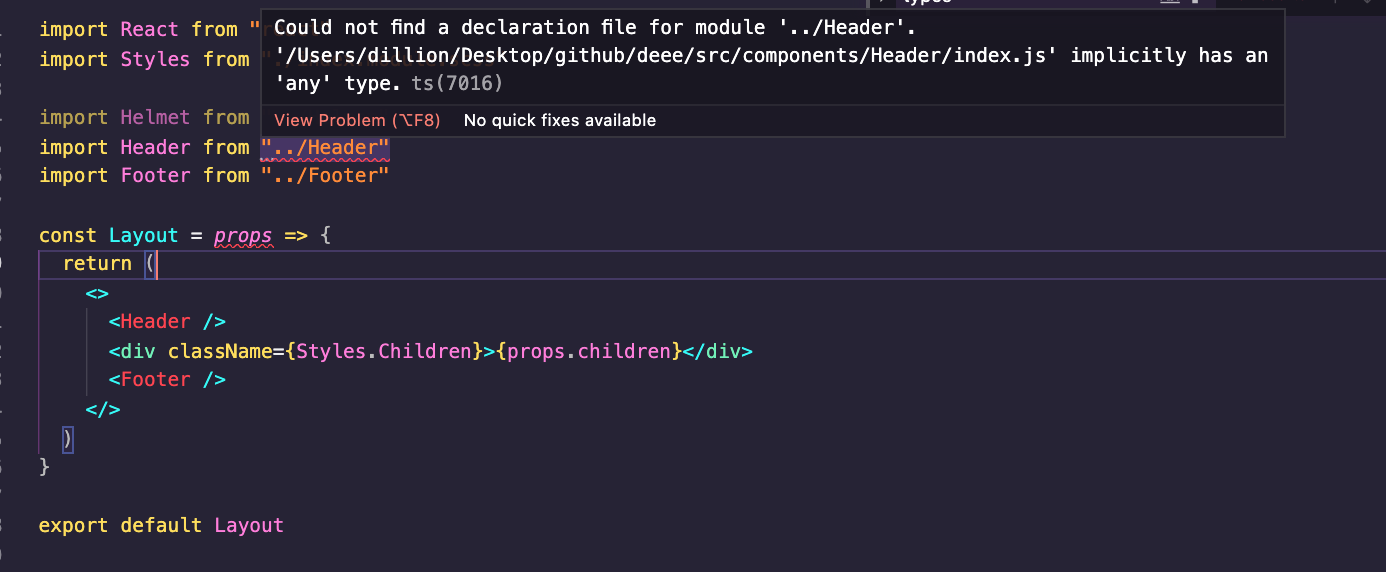 import React from "
Could not find a declaration file for module '../Header'.
import Styles from
'/Users/dillion/Desktop/github/deee/src/components/Header/index.js' implicitly has an
'any' type. ts(7016)
import Helmet from
View Problem (⌥F8) No quick fixes available
import Header from "../Header"
import Footer from "../Footer"
const Layout = props => {
return (
<>
<Header />
<div className={Styles.Children}>{props.children}</div>
<Footer />
</>
)
}
export default Layout